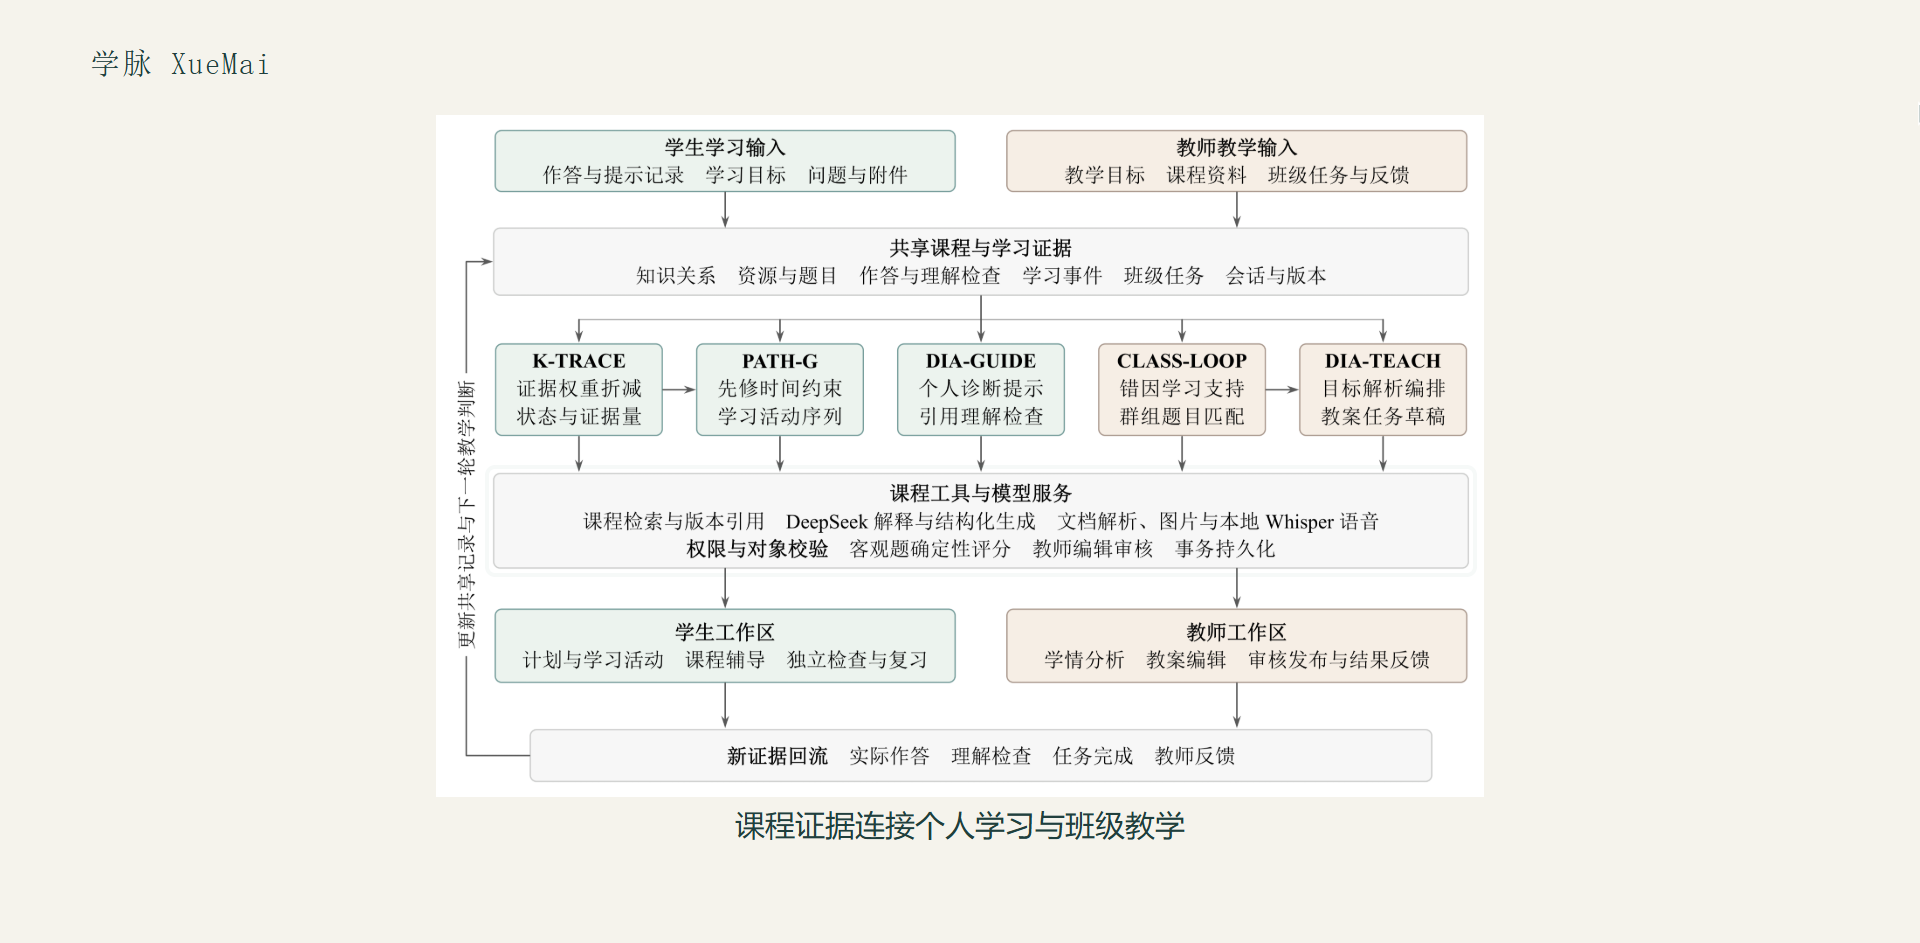 学脉 XueMai
学生学习输入
作答与提示记录 学习目标 问题与附件
教师教学输入
教学目标 课程资料 班级任务与反馈
共享课程与学习证据
知识关系 资源与题目 作答与理解检查 学习事件 班级任务 会话与版本
K-TRACE
证据权重折减
状态与证据量
PATH-G
先修时间约束
学习活动序列
DIA-GUIDE
个人诊断提示
引用理解检查
CLASS-LOOP
错因学习支持
群组题目匹配
DIA-TEACH
目标解析编排
教案任务草稿
课程工具与模型服务
课程检索与版本引用 DeepSeek 解释与结构化生成 文档解析、图片与本地 Whisper 语音
权限与对象校验 客观题确定性评分 教师编辑审核 事务持久化
学生工作区
计划与学习活动 课程辅导 独立检查与复习
教师工作区
学情分析 教案编辑 审核发布与结果反馈
新证据回流 实际作答 理解检查 任务完成 教师反馈
更新共享记录与下一轮教学判断
课程证据连接个人学习与班级教学